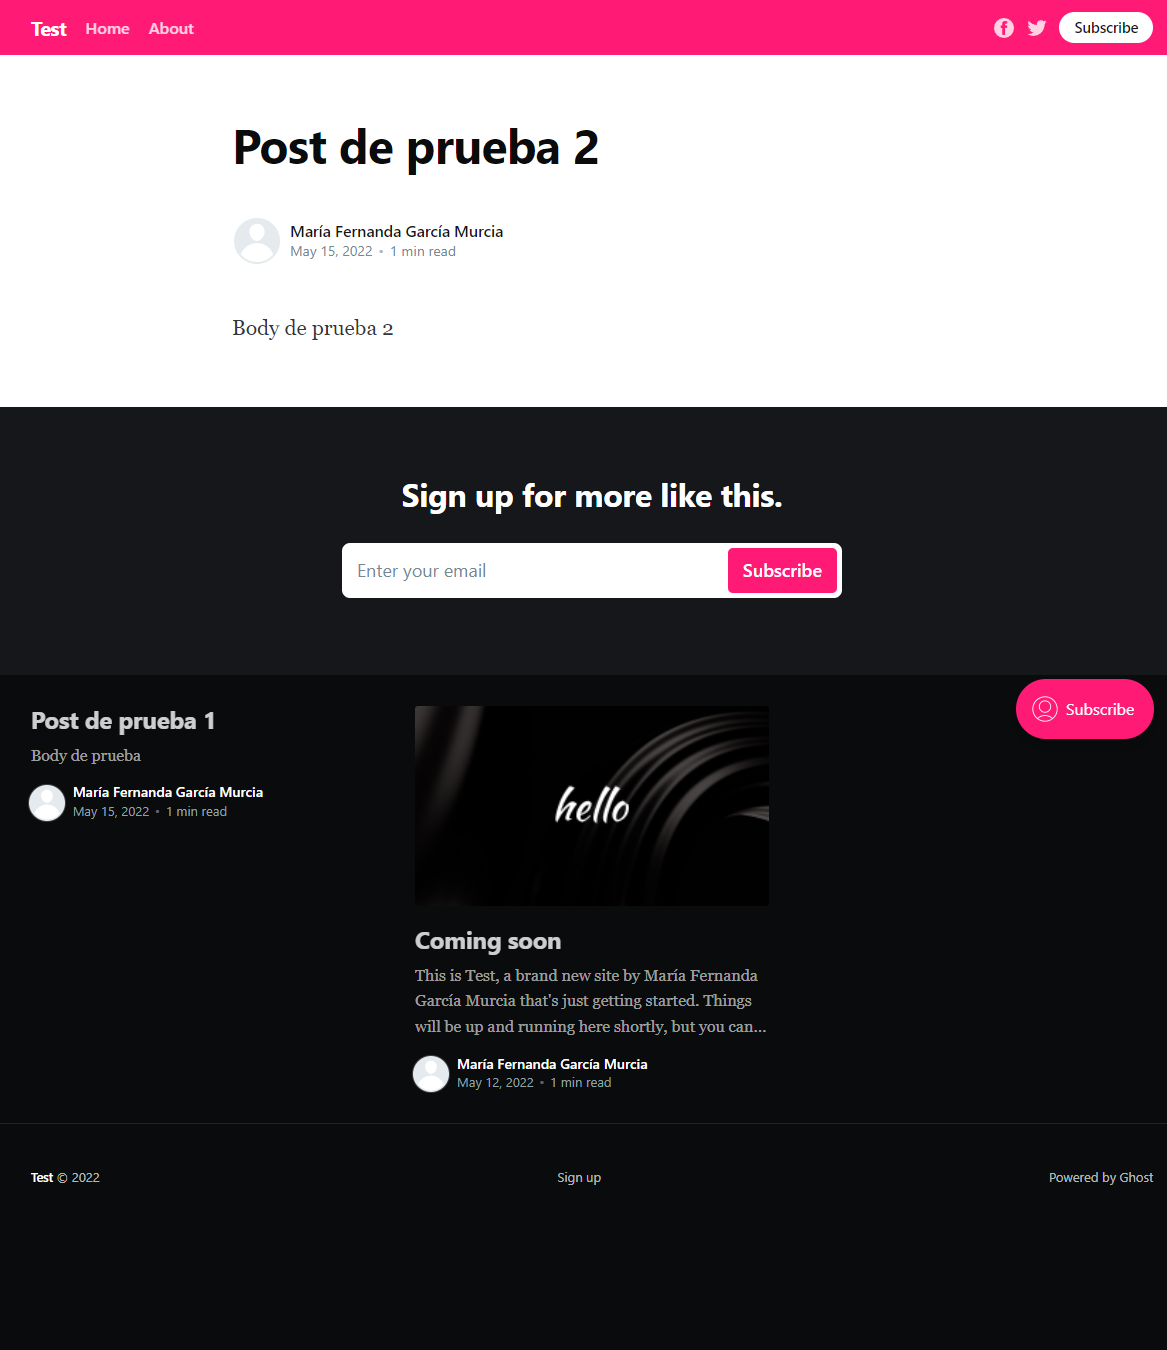 Test Home About Subscribe
Post de prueba 2
María Fernanda García Murcia
May 15, 2022 • 1 min read
Body de prueba 2
Sign up for more like this.
Enter your email Subscribe
Subscribe
Post de prueba 1
Body de prueba
María Fernanda García Murcia
May 15, 2022 • 1 min read
hello
Coming soon
This is Test, a brand new site by María Fernanda
García Murcia that's just getting started. Things
will be up and running here shortly, but you can…
María Fernanda García Murcia
May 12, 2022 • 1 min read
Test © 2022 Sign up Powered by Ghost